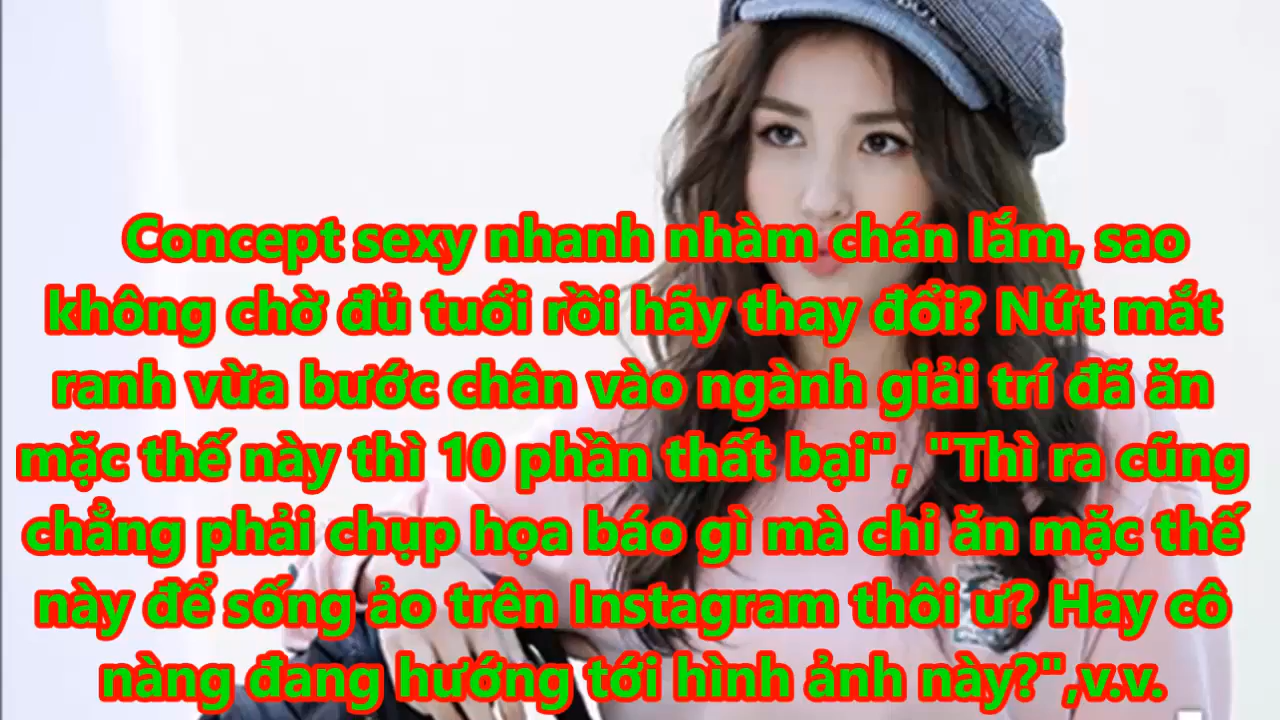 BOY
Concept sexy nhanh nhàm chán lắm, sao
không chờ đủ tuổi rồi hãy thay đổi? Nứt mắt
ranh vừa bước chân vào ngành giải trí đã ăn
mặc thế này thì 10 phần thất bại", "Thì ra cũng
chẳng phải chụp họa báo gì mà chỉ ăn mặc thế
này để sống ảo trên Instagram thôi ư? Hay cô
nàng đang hướng tới hình ảnh này?",v.v.